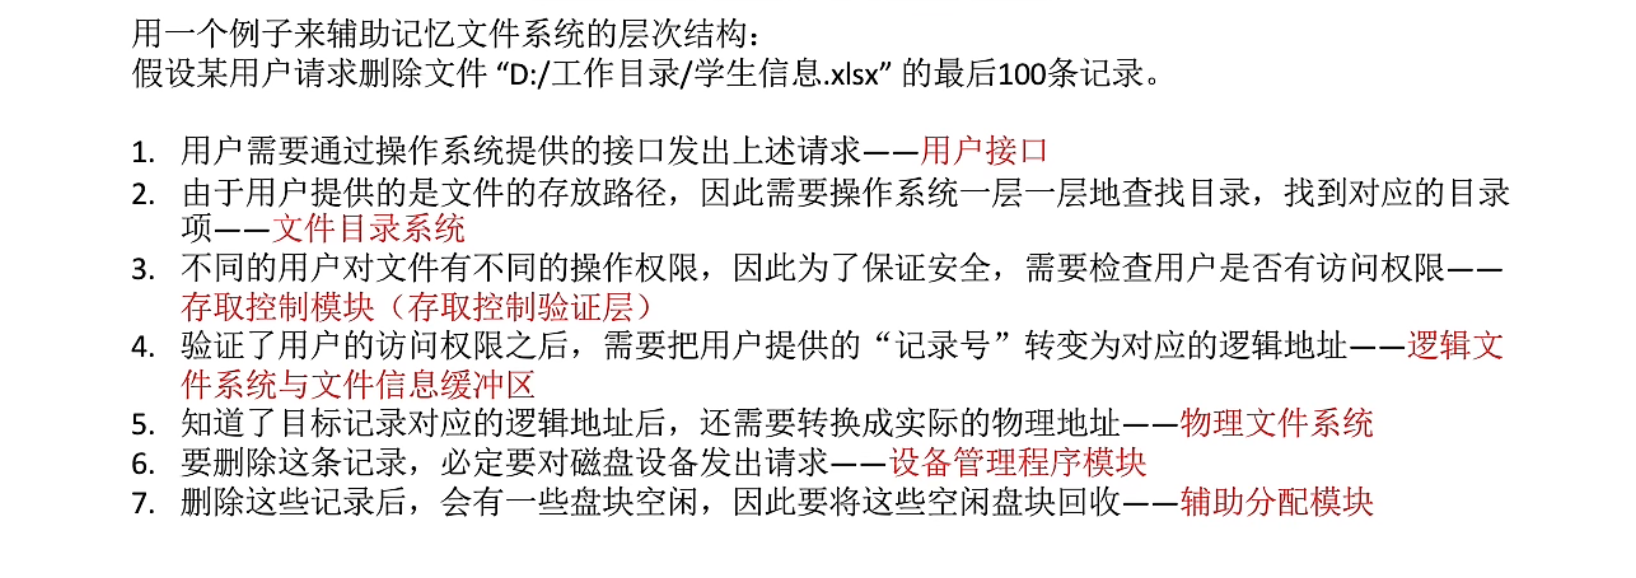 用一个例子来辅助记忆文件系统的层次结构：
假设某用户请求删除文件 “D:/工作目录/学生信息.xlsx” 的最后100条记录。
1. 用户需要通过操作系统提供的接口发出上述请求——用户接口
2. 由于用户提供的是文件的存放路径，因此需要操作系统一层一层地查找目录，找到对应的目录
项——文件目录系统
3. 不同的用户对文件有不同的操作权限，因此为了保证安全，需要检查用户是否有访问权限——
存取控制模块（存取控制验证层）
4. 验证了用户的访问权限之后，需要把用户提供的“记录号”转变为对应的逻辑地址——逻辑文
件系统与文件信息缓冲区
5. 知道了目标记录对应的逻辑地址后，还需要转换成实际的物理地址——物理文件系统
6. 要删除这条记录，必定要对磁盘设备发出请求——设备管理程序模块
7. 删除这些记录后，会有一些盘块空闲，因此要将这些空闲盘块回收——辅助分配模块